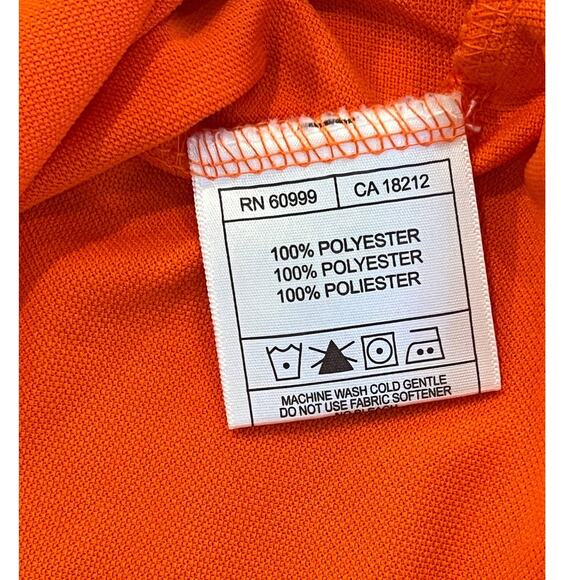 RN 60999 CA 18212
100% POLYESTER
100% POLYESTER
100% POLIESTER
MACHINE WASH COLD GENTLE
DO NOT USE FABRIC SOFTENER